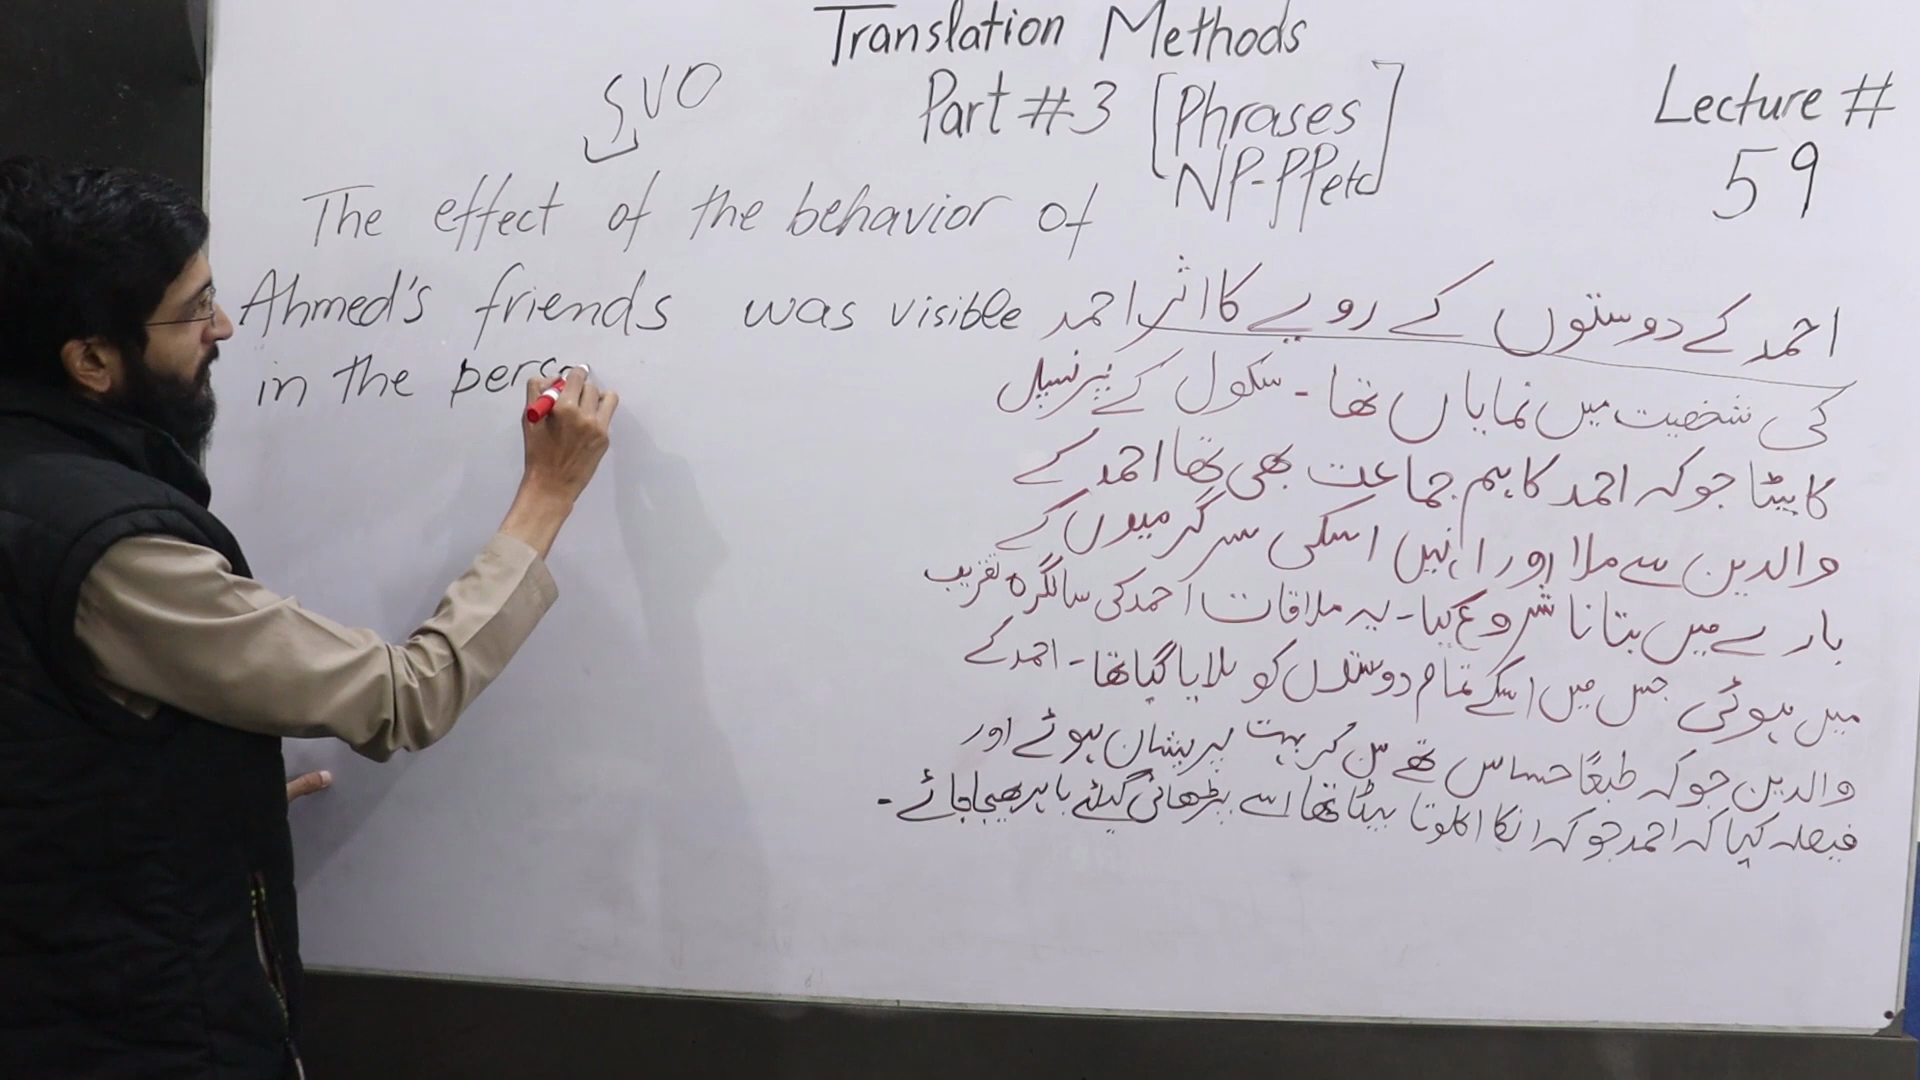 Translation Methods
Part #3 [Phrases
NP-PP etc]
Lecture #
59
SVO
The effect of the behavior of
Ahmed's friends was visible
in the perso
احمد کے دوستوں کے رویے کا اثر احمد
کی شخصیت میں نمایاں تھا۔ سکول کے پرنسپل
کا بیٹا جو کہ احمد کا ہم جماعت بھی تھا احمد کے
والدین سے ملا اور انہیں اسکی سرگرمیوں کے
بارے میں بتانا شروع کیا۔ یہ ملاقات احمد کی سالگرہ تقریب
میں ہوئی جس میں اسکے تمام دوستوں کو بلایا گیا تھا۔ احمد کے
والدین جو کہ طبعًا حساس تھے سن کر بہت پریشان ہوئے اور
فیصلہ کیا کہ احمد جو کہ انکا اکلوتا بیٹا تھا اسے پڑھائی کیلئے باہر بھیجا جائے۔